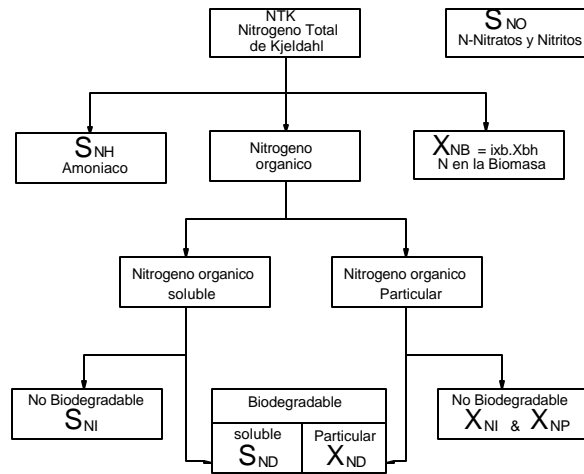 NTK
Nitrogeno Total
de Kjeldahl
S NO
N-Nitratos y Nitritos
S NH
Amoniaco
Nitrogeno
organico
X NB = ixb.Xbh
N en la Biomasa
Nitrogeno organico
soluble
Nitrogeno organico
Particular
No Biodegradable
S NI
Biodegradable
soluble
S ND
Particular
X ND
No Biodegradable
X NI & X NP